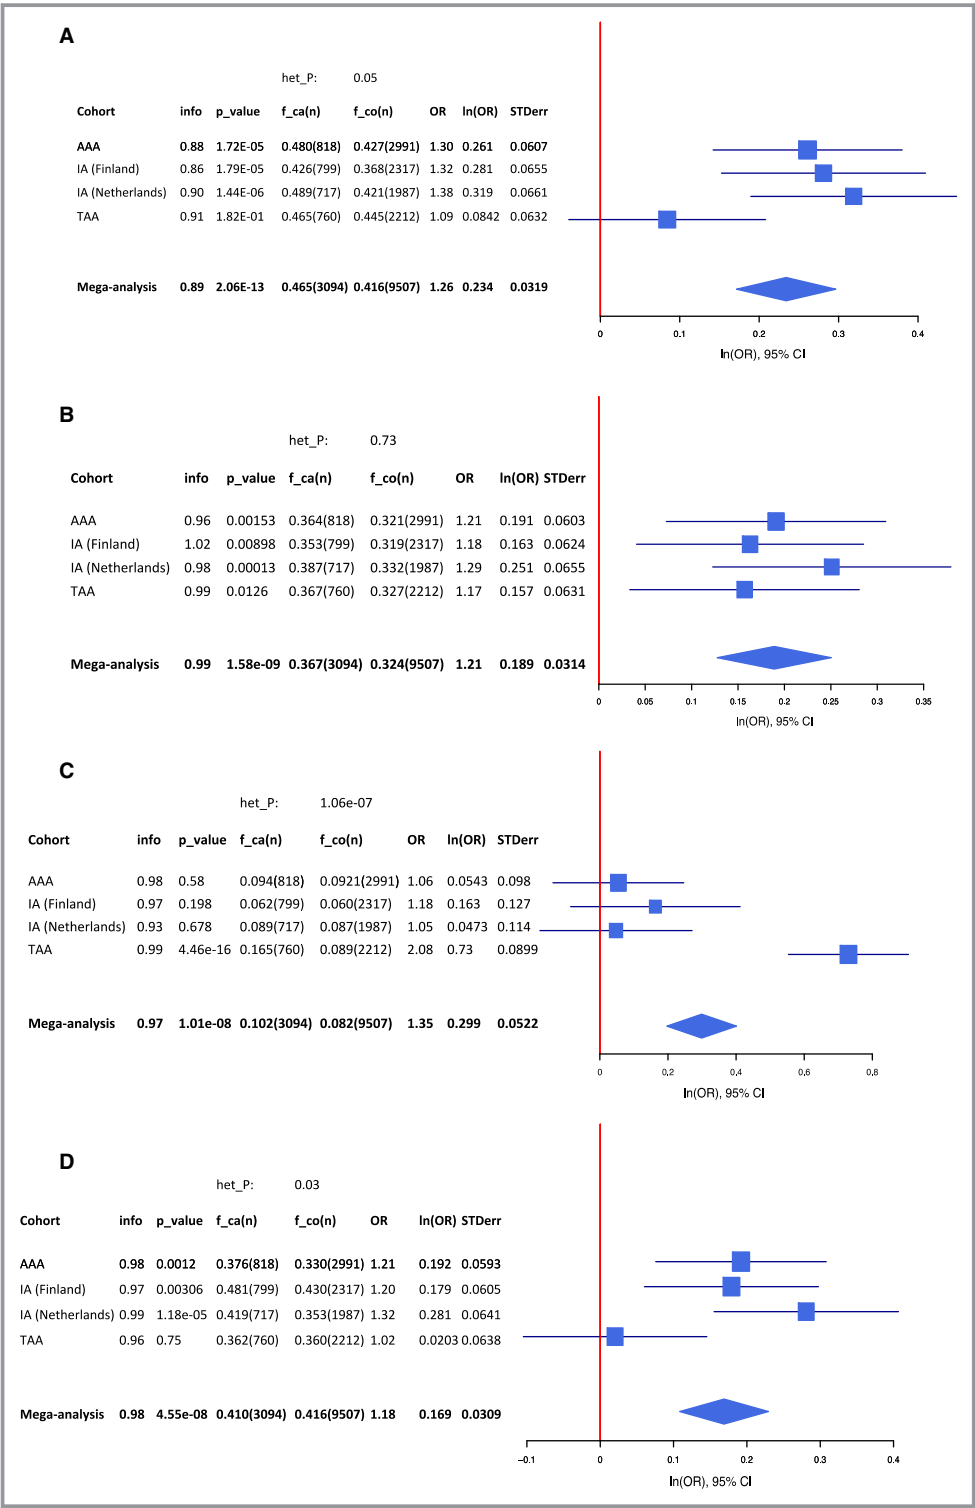 A
het_P: 0.05
Cohort info p_value f_ca(n) f_co(n) OR ln(OR) STDerr
AAA 0.88 1.72E-05 0.480(818) 0.427(2991) 1.30 0.261 0.0607
IA (Finland) 0.86 1.79E-05 0.426(799) 0.368(2317) 1.32 0.281 0.0655
IA (Netherlands) 0.90 1.44E-06 0.489(717) 0.421(1987) 1.38 0.319 0.0661
TAA 0.91 1.82E-01 0.465(760) 0.445(2212) 1.09 0.0842 0.0632
Mega-analysis 0.89 2.06E-13 0.465(3094) 0.416(9507) 1.26 0.234 0.0319
0 0.1 0.2 0.3 0.4
ln(OR), 95% CI
B
het_P: 0.73
Cohort info p_value f_ca(n) f_co(n) OR ln(OR) STDerr
AAA 0.96 0.00153 0.364(818) 0.321(2991) 1.21 0.191 0.0603
IA (Finland) 1.02 0.00898 0.353(799) 0.319(2317) 1.18 0.163 0.0624
IA (Netherlands) 0.98 0.00013 0.387(717) 0.332(1987) 1.29 0.251 0.0655
TAA 0.99 0.0126 0.367(760) 0.327(2212) 1.17 0.157 0.0631
Mega-analysis 0.99 1.58e-09 0.367(3094) 0.324(9507) 1.21 0.189 0.0314
0 0.05 0.1 0.15 0.2 0.25 0.3 0.35
ln(OR), 95% CI
C
het_P: 1.06e-07
Cohort info p_value f_ca(n) f_co(n) OR ln(OR) STDerr
AAA 0.98 0.58 0.094(818) 0.0921(2991) 1.06 0.0543 0.098
IA (Finland) 0.97 0.198 0.062(799) 0.060(2317) 1.18 0.163 0.127
IA (Netherlands) 0.93 0.678 0.089(717) 0.087(1987) 1.05 0.0473 0.114
TAA 0.99 4.46e-16 0.165(760) 0.089(2212) 2.08 0.73 0.0899
Mega-analysis 0.97 1.01e-08 0.102(3094) 0.082(9507) 1.35 0.299 0.0522
0 0.2 0.4 0.6 0.8
ln(OR), 95% CI
D
het_P: 0.03
Cohort info p_value f_ca(n) f_co(n) OR ln(OR) STDerr
AAA 0.98 0.0012 0.376(818) 0.330(2991) 1.21 0.192 0.0593
IA (Finland) 0.97 0.00306 0.481(799) 0.430(2317) 1.20 0.179 0.0605
IA (Netherlands) 0.99 1.18e-05 0.419(717) 0.353(1987) 1.32 0.281 0.0641
TAA 0.96 0.75 0.362(760) 0.360(2212) 1.02 0.0203 0.0638
Mega-analysis 0.98 4.55e-08 0.410(3094) 0.416(9507) 1.18 0.169 0.0309
−0.1 0 0.1 0.2 0.3 0.4
ln(OR), 95% CI